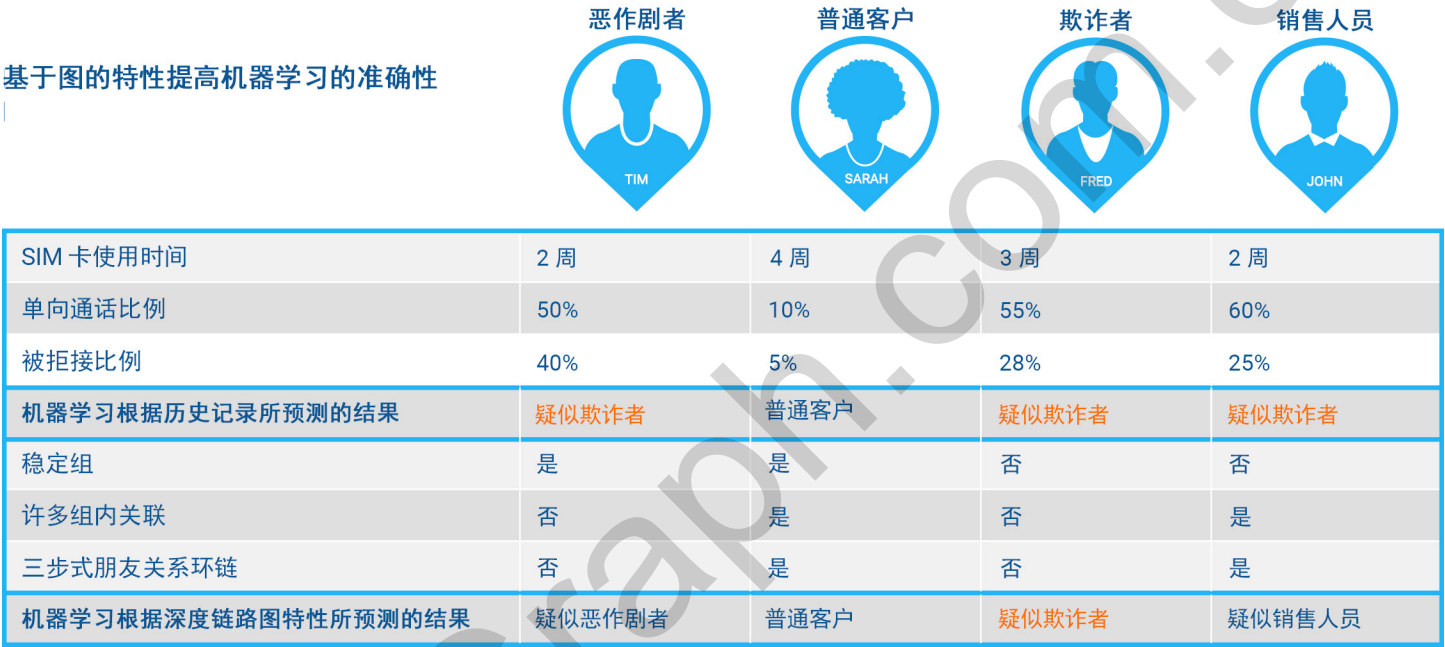 恶作剧者 普通客户 欺诈者 销售人员
基于图的特性提高机器学习的准确性
TIM SARAH FRED JOHN
SIM 卡使用时间 2 周 4 周 3 周 2 周
单向通话比例 50% 10% 55% 60%
被拒接比例 40% 5% 28% 25%
机器学习根据历史记录所预测的结果 疑似欺诈者 普通客户 疑似欺诈者 疑似欺诈者
稳定组 是 是 否 否
许多组内关联 否 是 否 是
三步式朋友关系环链 否 是 否 是
机器学习根据深度链路图特性所预测的结果 疑似恶作剧者 普通客户 疑似欺诈者 疑似销售人员
raph.com.c